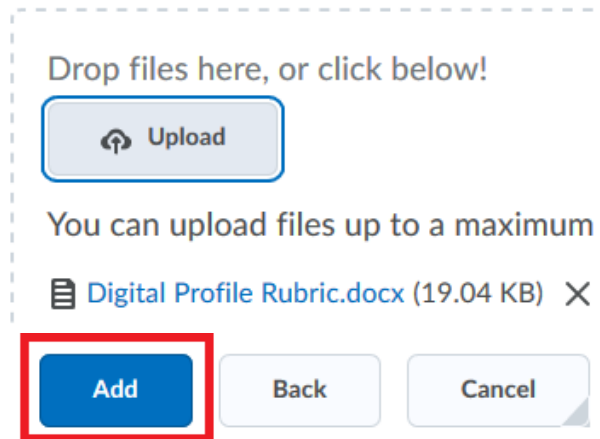 Drop files here, or click below!
Upload
You can upload files up to a maximum
Digital Profile Rubric.docx (19.04 KB)
Add Back Cancel